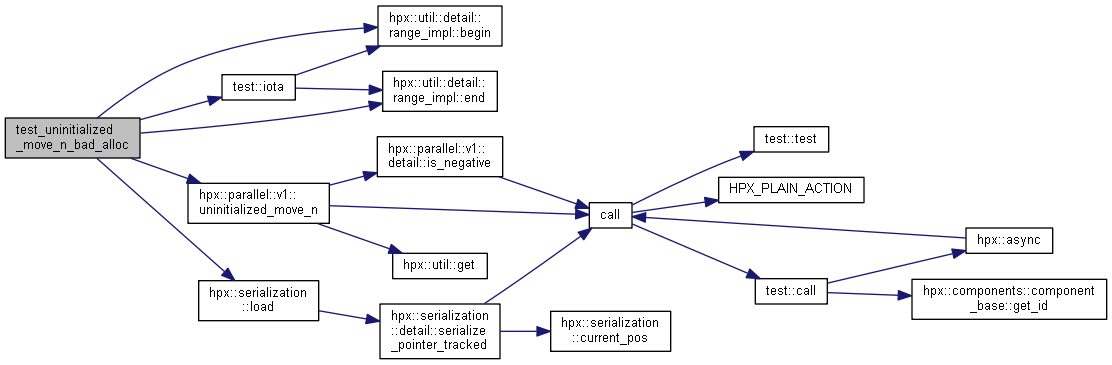 test_uninitialized
_move_n_bad_alloc
hpx::util::detail::
range_impl::begin
test::iota
hpx::util::detail::
range_impl::end
hpx::parallel::v1::
uninitialized_move_n
hpx::parallel::v1::
detail::is_negative
hpx::util::get
hpx::serialization
::load
hpx::serialization
::detail::serialize
_pointer_tracked
call
hpx::serialization
::current_pos
test::test
HPX_PLAIN_ACTION
test::call
hpx::async
hpx::components::component
_base::get_id